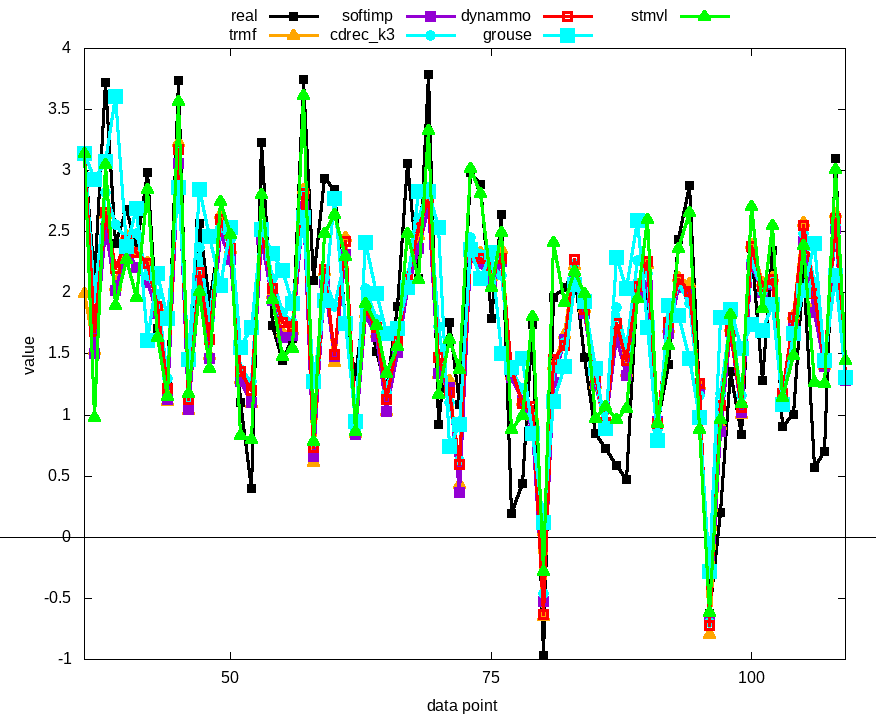 real softimp dynammo stmvl
trmf cdrec_k3 grouse
4
3.5
3
2.5
2
1.5
1
0.5
0
-0.5
-1
value
50 75 100
data point